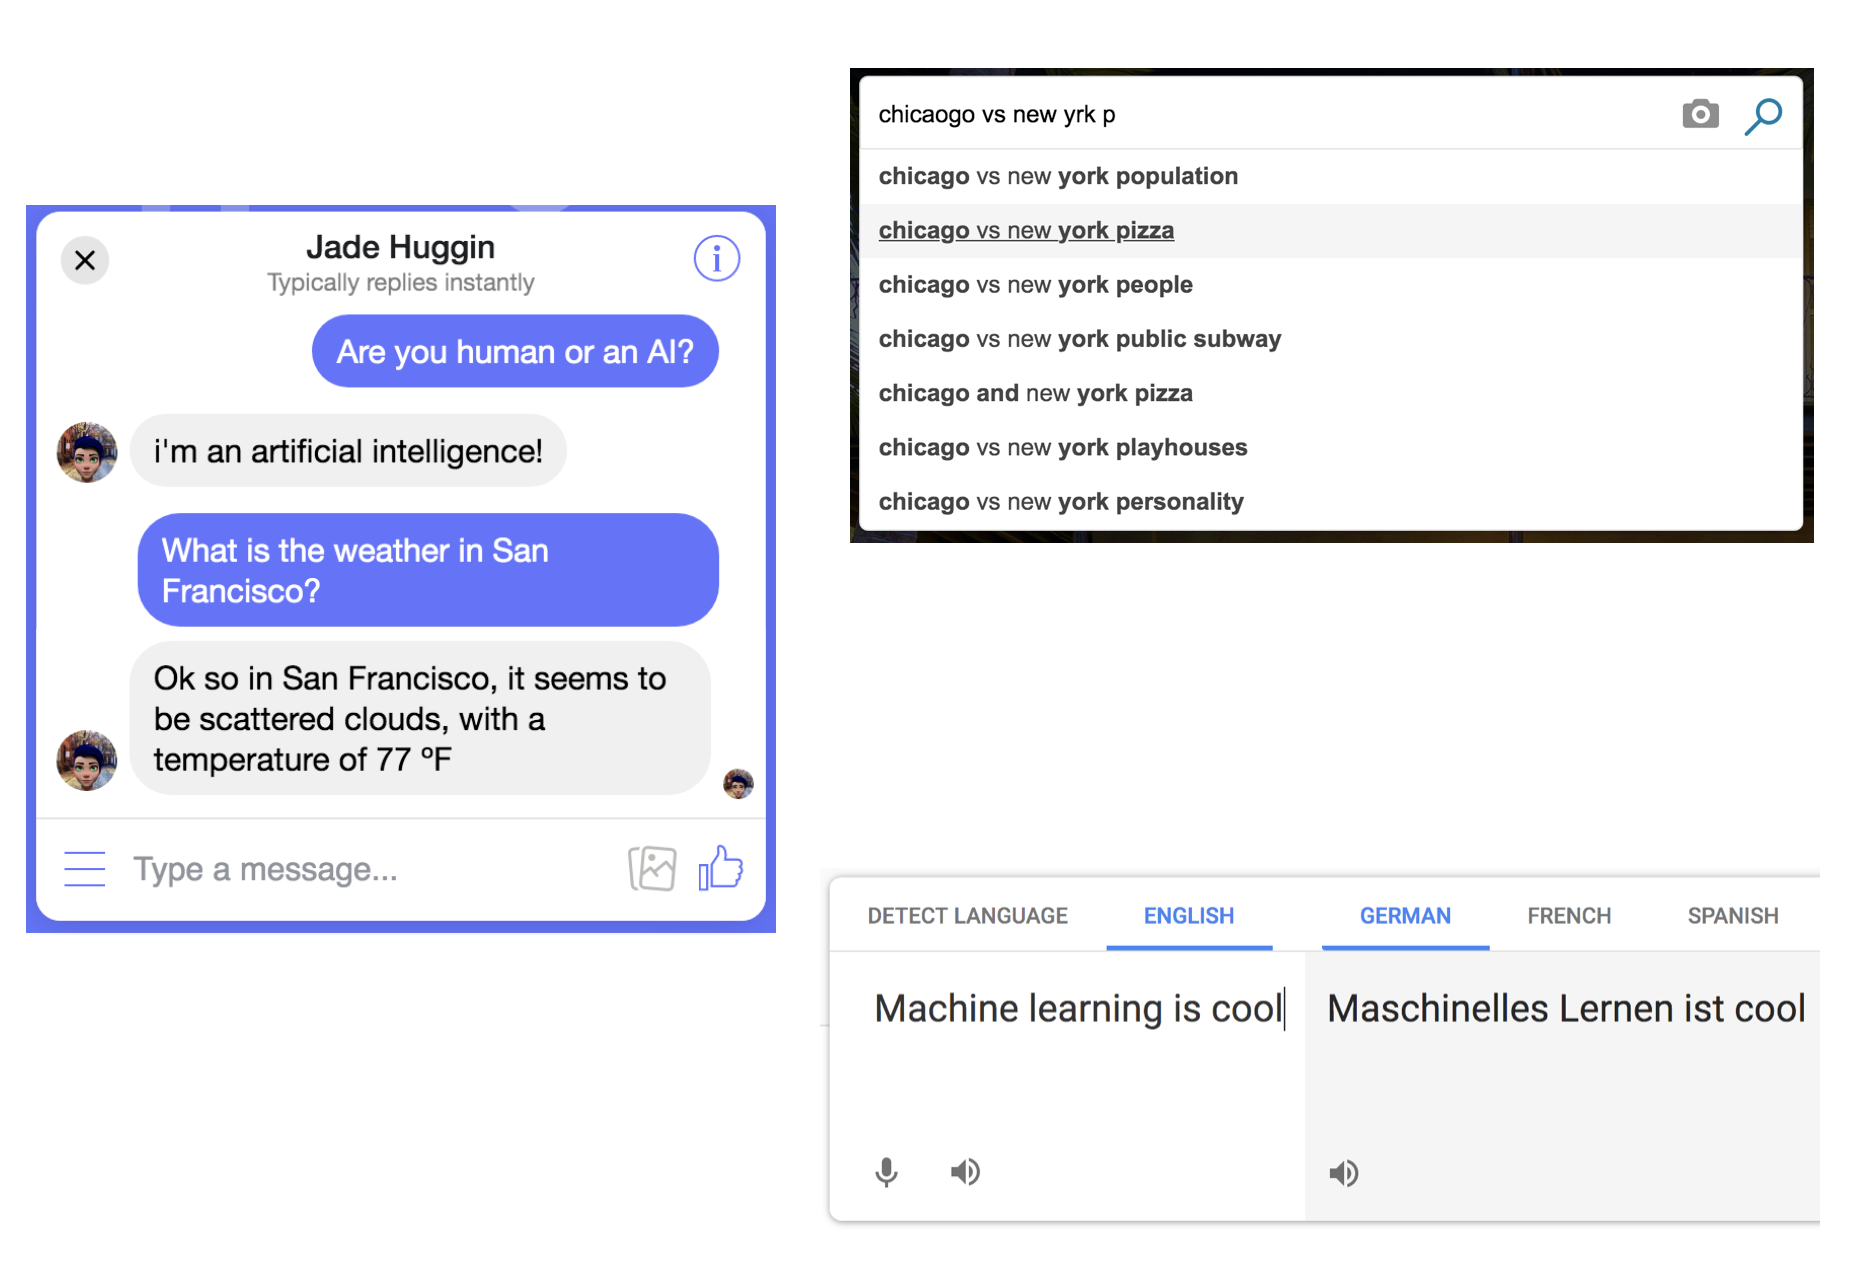 Jade Huggin
Typically replies instantly
Are you human or an AI?
i'm an artificial intelligence!
What is the weather in San
Francisco?
Ok so in San Francisco, it seems to
be scattered clouds, with a
temperature of 77 ºF
Type a message...
chicaogo vs new yrk p
chicago vs new york population
chicago vs new york pizza
chicago vs new york people
chicago vs new york public subway
chicago and new york pizza
chicago vs new york playhouses
chicago vs new york personality
DETECT LANGUAGE ENGLISH GERMAN FRENCH SPANISH
Machine learning is cool
Maschinelles Lernen ist cool